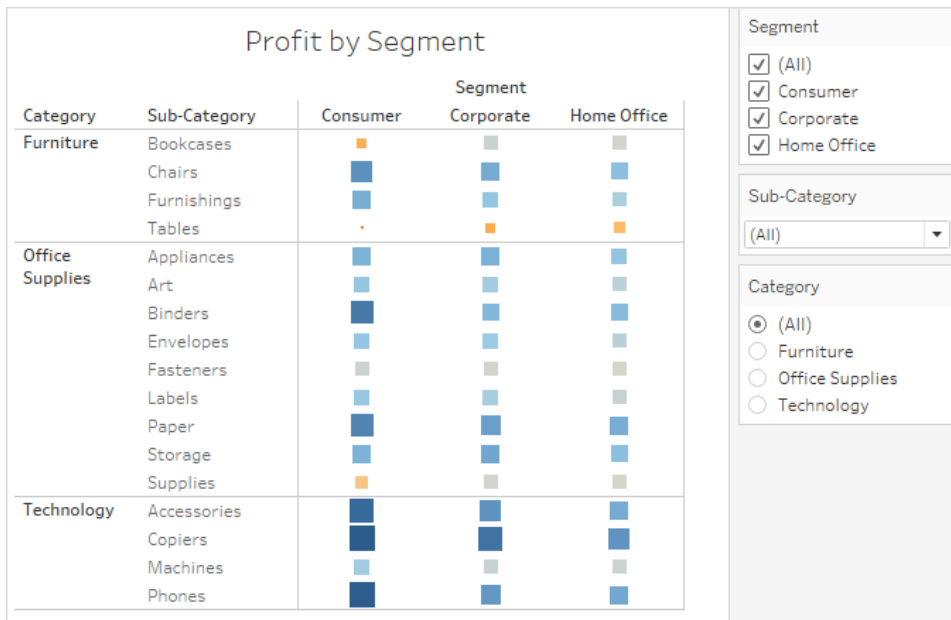 Profit by Segment
Segment
Category Sub-Category Consumer Corporate Home Office
Furniture Bookcases
Chairs
Furnishings
Tables
Office Supplies Appliances
Art
Binders
Envelopes
Fasteners
Labels
Paper
Storage
Supplies
Technology Accessories
Copiers
Machines
Phones
Segment
(All)
Consumer
Corporate
Home Office
Sub-Category
(All)
Category
(All)
Furniture
Office Supplies
Technology